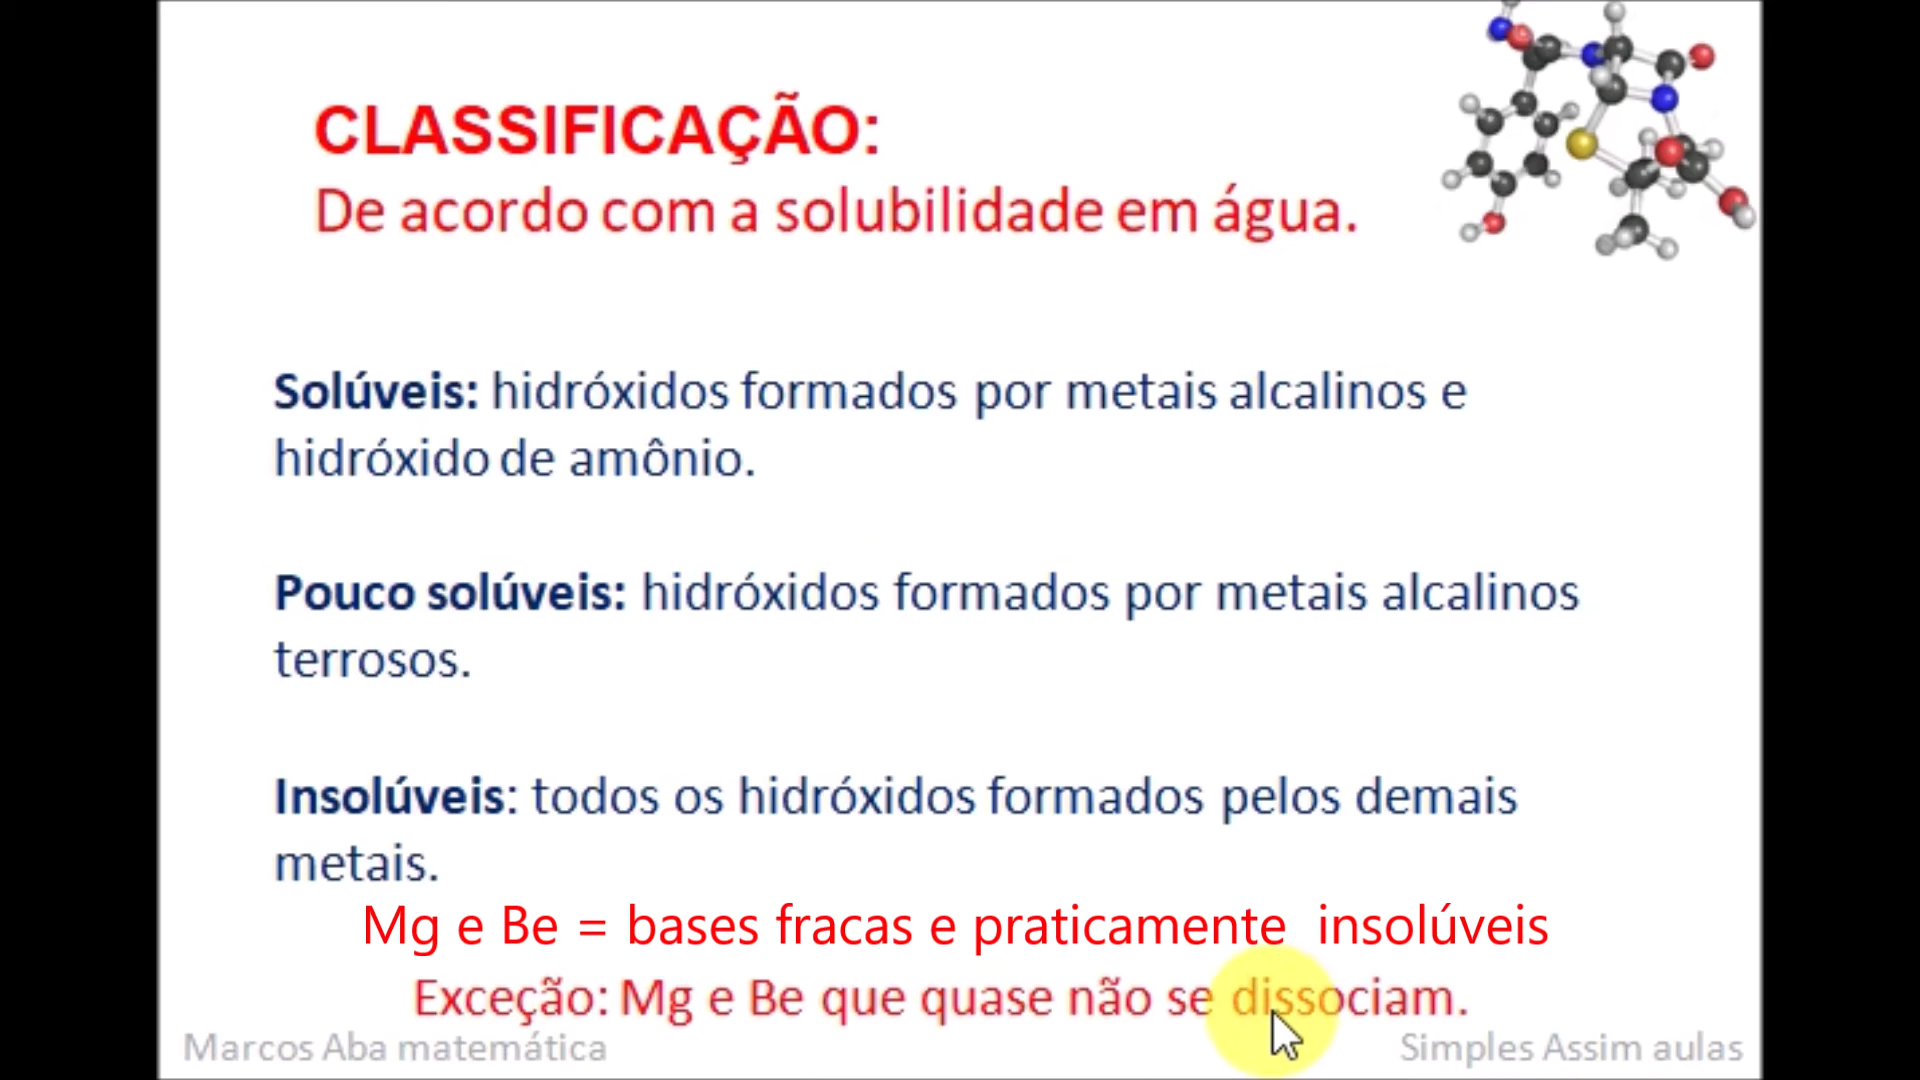 CLASSIFICAÇÃO:
De acordo com a solubilidade em água.
Solúveis: hidróxidos formados por metais alcalinos e
hidróxido de amônio.
Pouco solúveis: hidróxidos formados por metais alcalinos
terrosos.
Insolúveis: todos os hidróxidos formados pelos demais
metais.
Mg e Be = bases fracas e praticamente insolúveis
Exceção: Mg e Be que quase não se dissociam.
Marcos Aba matemática
Simples Assim aulas